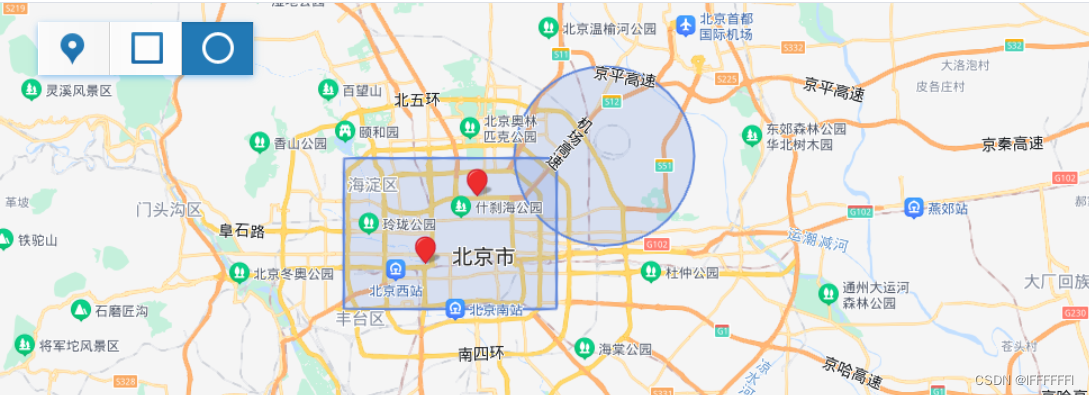 S219
北京温榆河公园
北京首都
国际机场
S11
S332
S32
大洛泡村
灵溪风景区
百望山
北五环
京平高速
S225
京平高速
皮各庄村
S12
香山公园
颐和园
北京奥林
匹克公园
机场高速
东郊森林公园
华北树木园
京秦高速
S51
G102
海淀区
什刹海公园
门头沟区
玲珑公园
G102
燕郊站
阜石路
运潮减河
铁驼山
北京市
G102
北京冬奥公园
北京西站
杜仲公园
通州大运河
森林公园
大厂回族
石磨匠沟
丰台区
北京南站
G230
G1
将军坨风景区
南四环
海棠公园
苍头村
凉水河
京哈高速
S328
G1
CSDN @IFFFFFFI